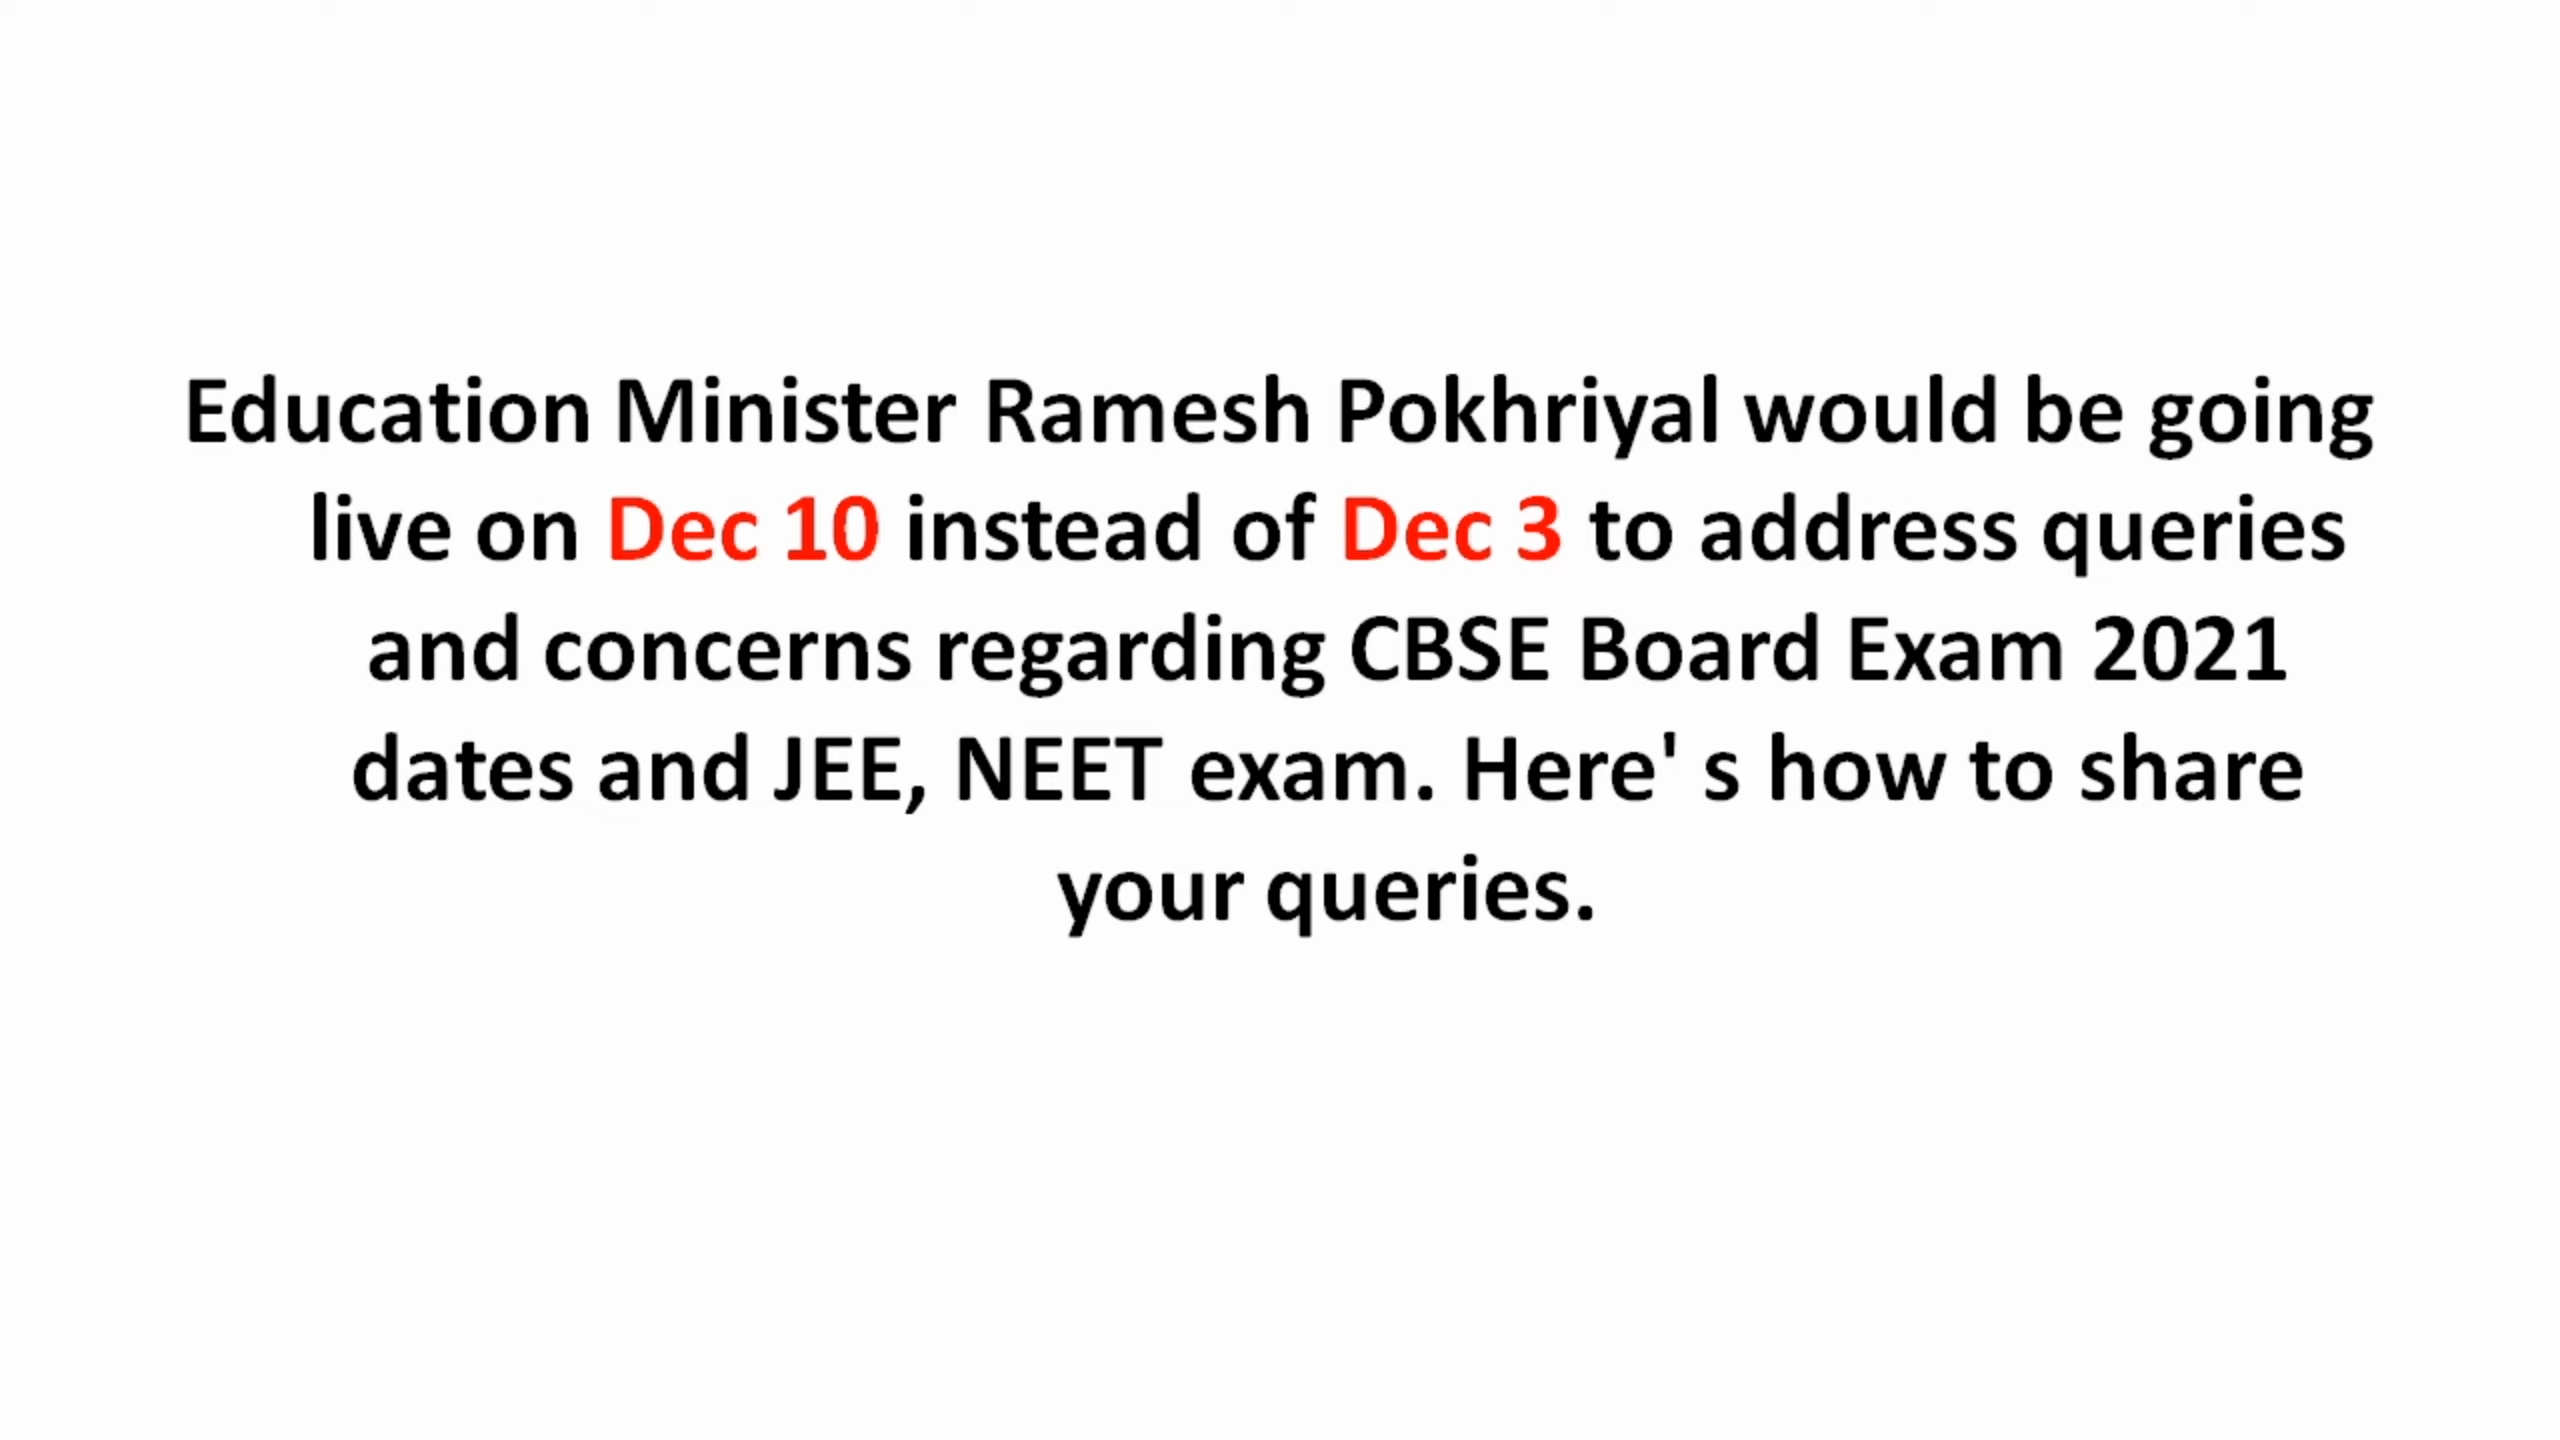 Education Minister Ramesh Pokhriyal would be going
live on Dec 10 instead of Dec 3 to address queries
and concerns regarding CBSE Board Exam 2021
dates and JEE, NEET exam. Here' s how to share
your queries.